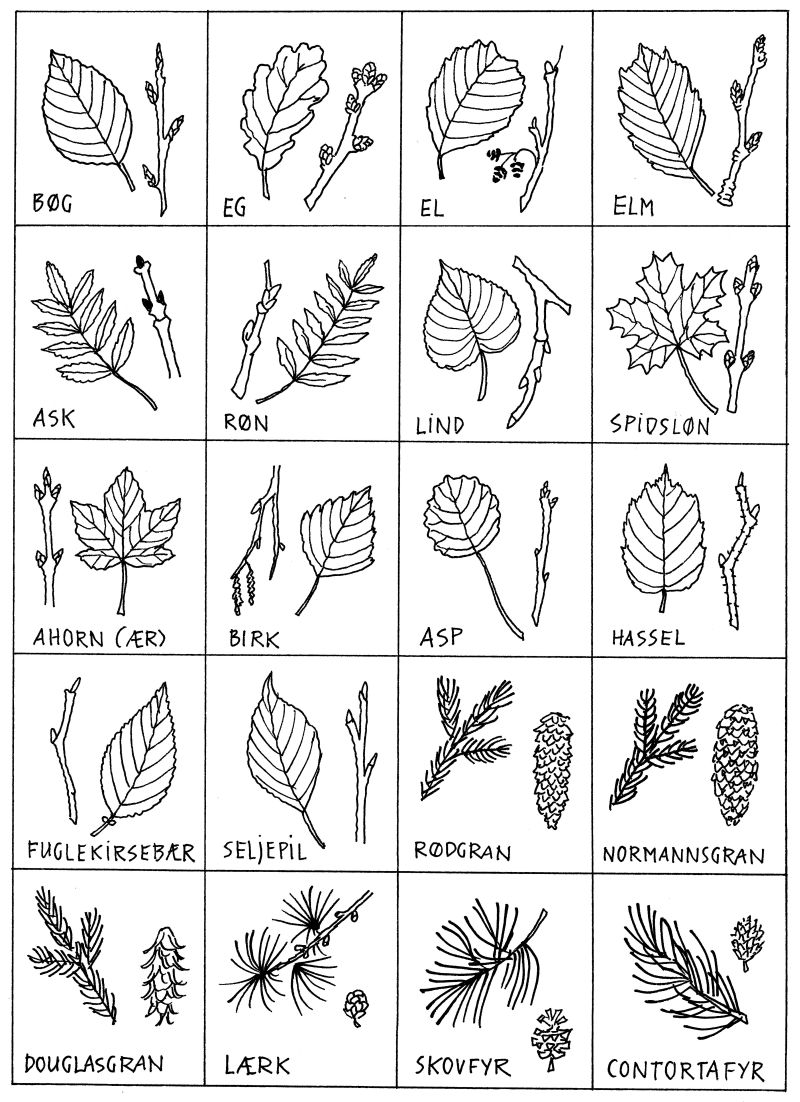 BØG
EG
EL
ELM
ASK
RØN
LIND
SPIDSLØN
AHORN (ÆR)
BIRK
ASP
HASSEL
FUGLEKIRSEBÆR
SELJEPIL
RØDGRAN
NORMANNSGRAN
DOUGLASGRAN
LÆRK
SKOVFYR
CONTORTAFYR